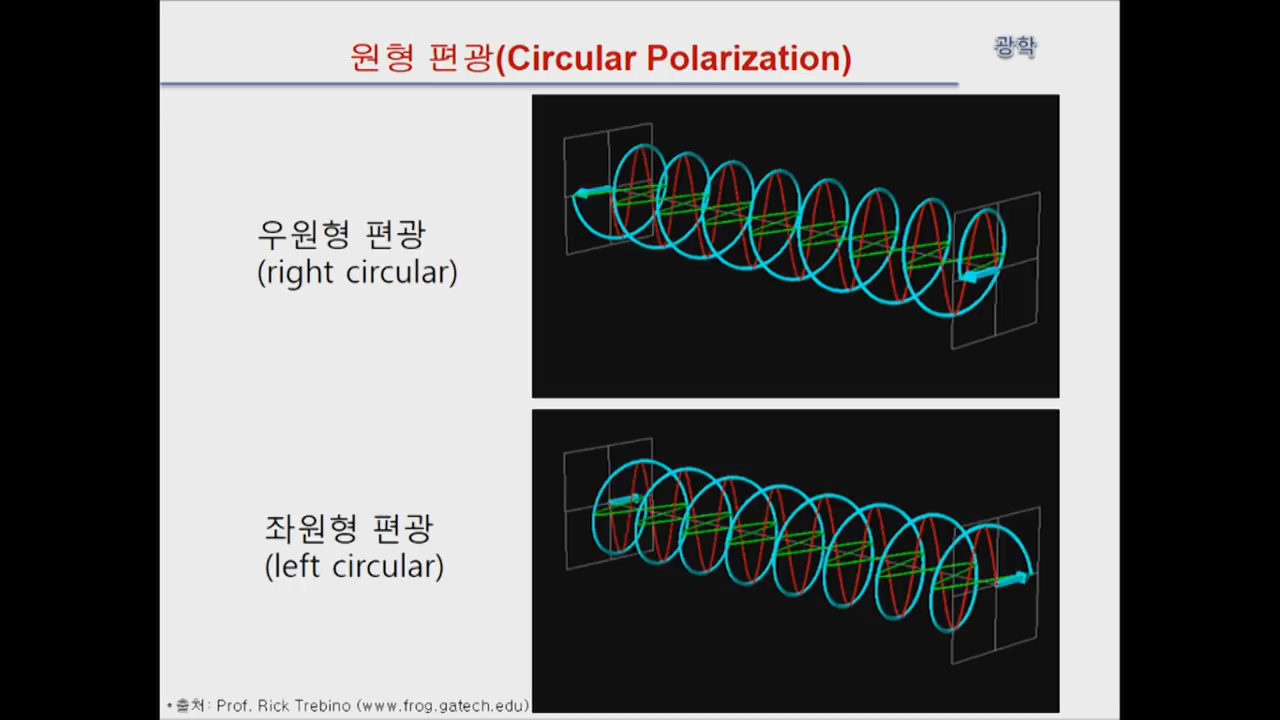 원형 편광(Circular Polarization)
광학
우원형 편광
(right circular)
좌원형 편광
(left circular)
*출처: Prof. Rick Trebino (www.frog.gatech.edu)